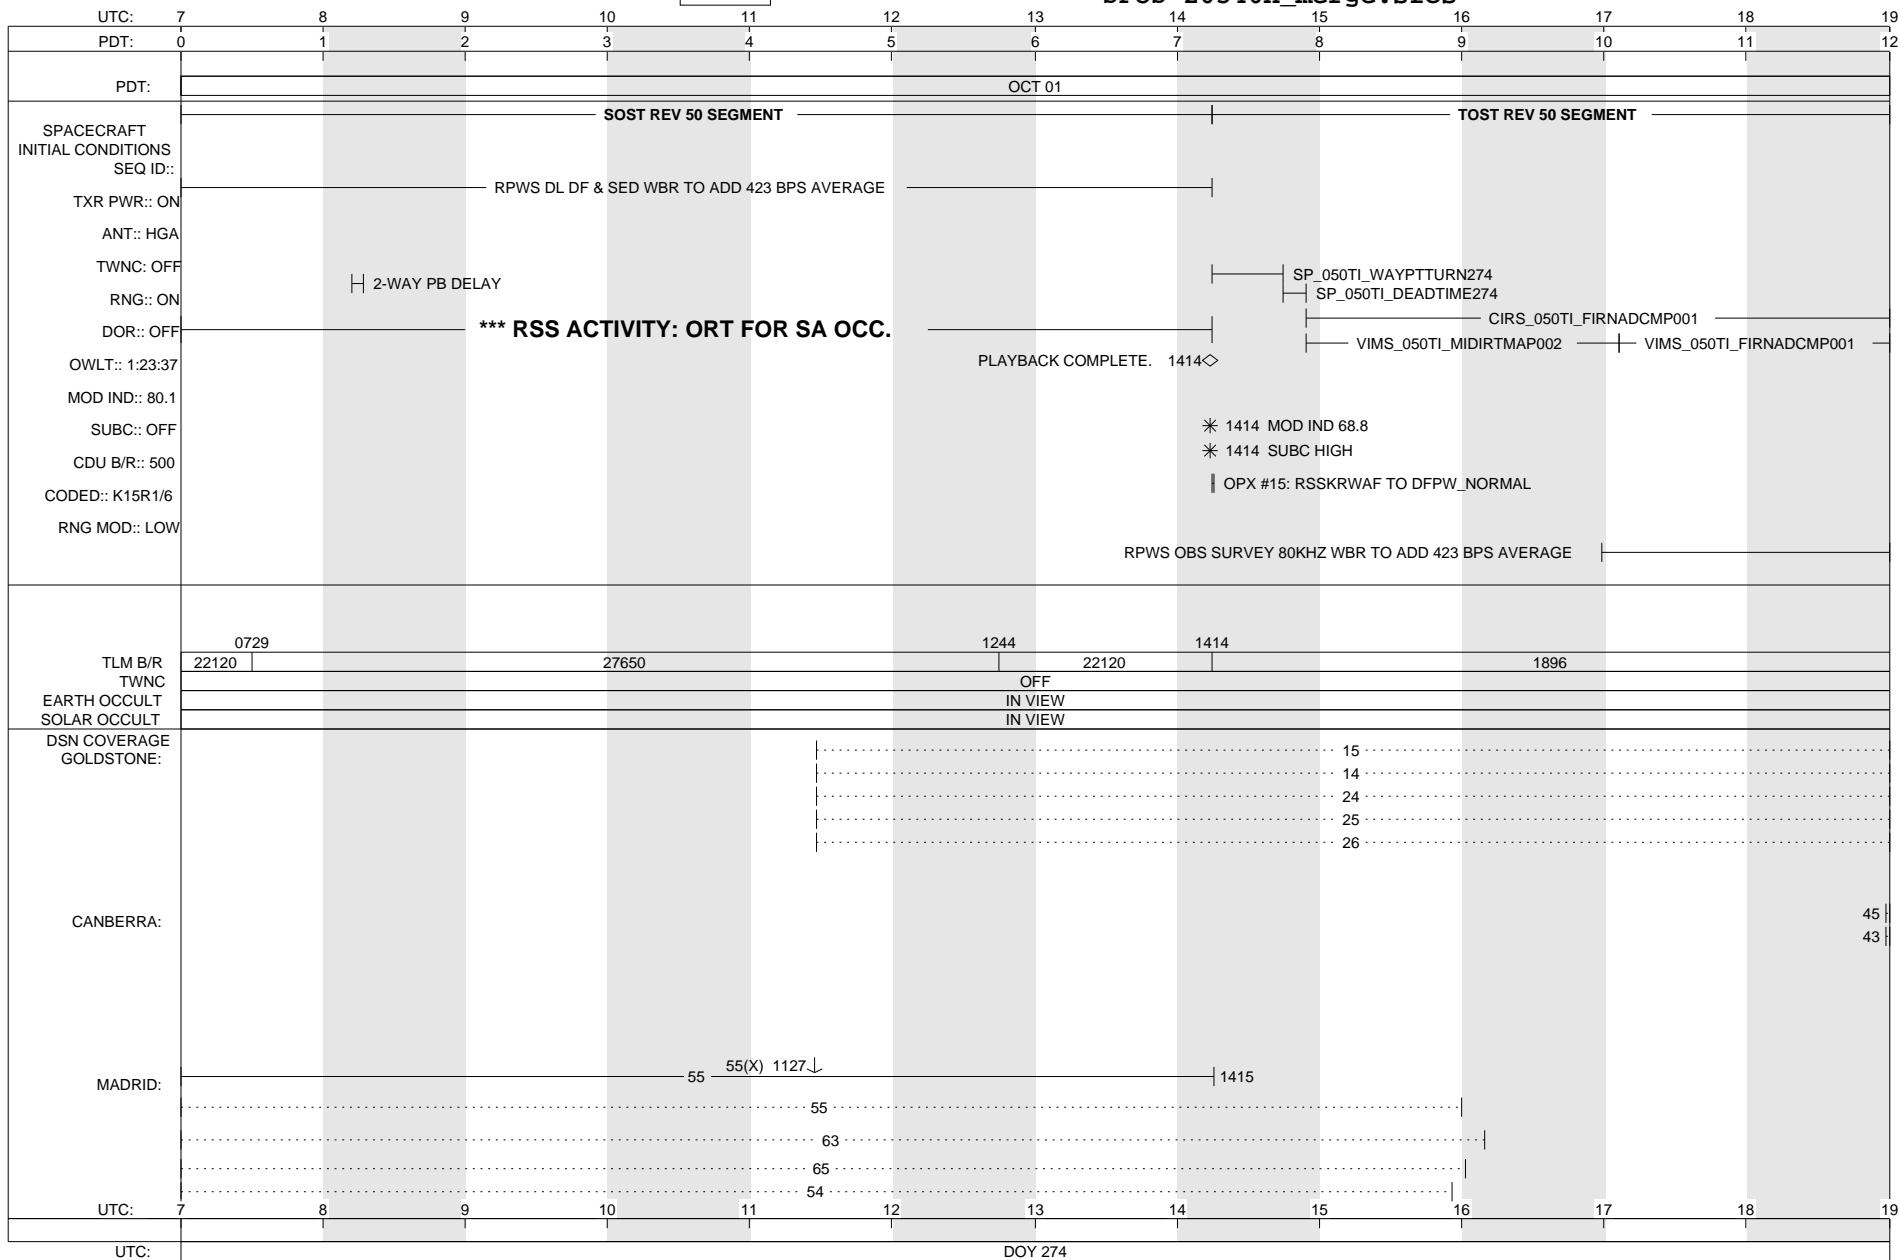 UTC: 7 8 9 10 11 12 13 14 15 16 17 18 19
PDT: 0 1 2 3 4 5 6 7 8 9 10 11 12
PDT: OCT 01
SOST REV 50 SEGMENT TOST REV 50 SEGMENT
SPACECRAFT
INITIAL CONDITIONS
SEQ ID::
RPWS DL DF & SED WBR TO ADD 423 BPS AVERAGE
TXR PWR:: ON
ANT:: HGA
TWNC: OFF
SP_050TI_WAYPTTURN274
2-WAY PB DELAY
SP_050TI_DEADTIME274
RNG:: ON
CIRS_050TI_FIRNADCMP001
DOR:: OFF
*** RSS ACTIVITY: ORT FOR SA OCC.
VIMS_050TI_MIDIRTMAP002 VIMS_050TI_FIRNADCMP001
OWLT:: 1:23:37
PLAYBACK COMPLETE. 1414
MOD IND:: 80.1
SUBC:: OFF
1414 MOD IND 68.8
1414 SUBC HIGH
CDU B/R:: 500
OPX #15: RSSKRWAF TO DFPW_NORMAL
CODED:: K15R1/6
RNG MOD:: LOW
RPWS OBS SURVEY 80KHZ WBR TO ADD 423 BPS AVERAGE
0729 1244 1414
TLM B/R 22120 27650 22120 1896
TWNC OFF
EARTH OCCULT IN VIEW
SOLAR OCCULT IN VIEW
DSN COVERAGE
GOLDSTONE:
15
14
24
25
26
CANBERRA:
45
43
55(X) 1127
MADRID: 55 1415
55
63
65
54
UTC: 7 8 9 10 11 12 13 14 15 16 17 18 19
UTC: DOY 274